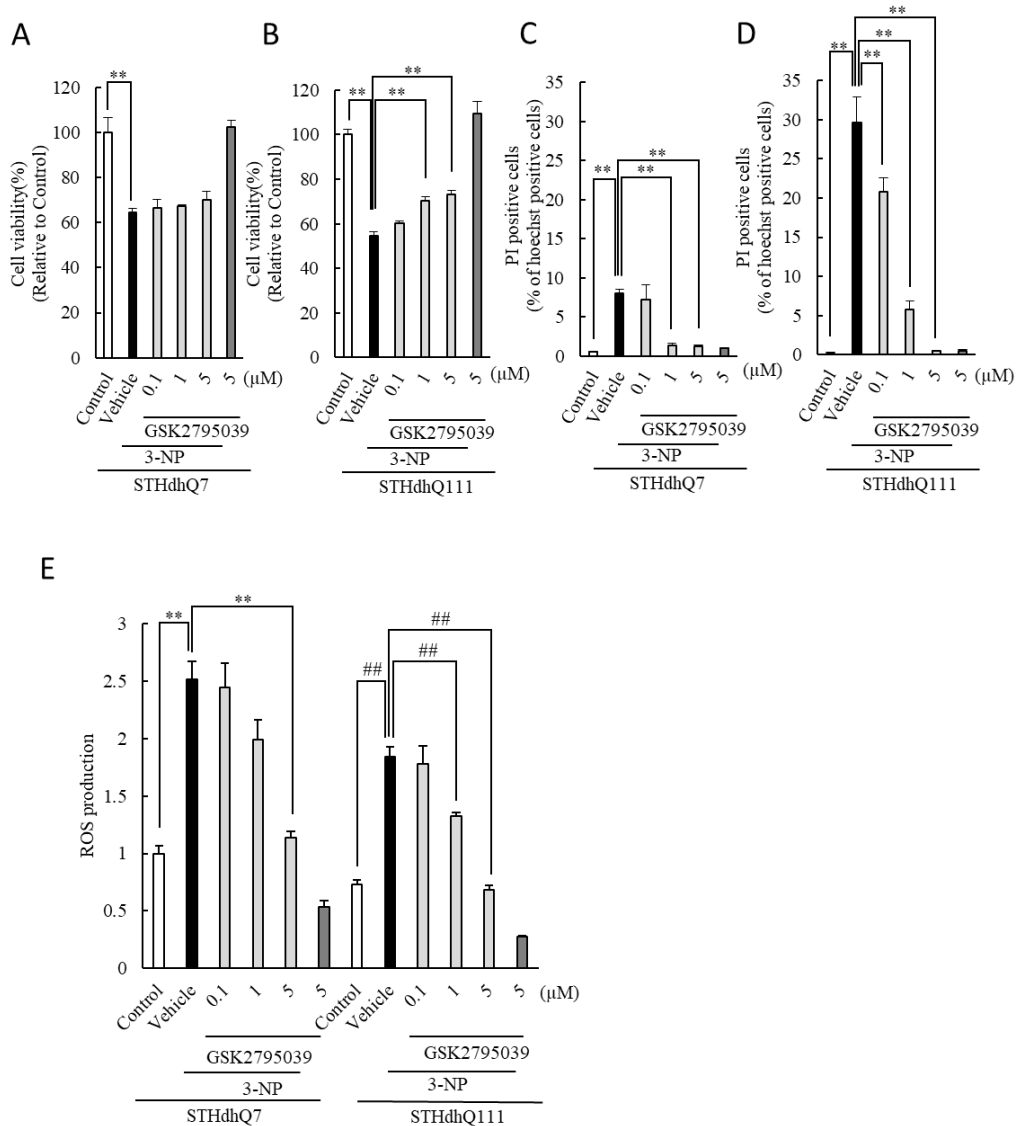 A
B
C
D
**
120
100
80
60
40
20
0
Cell viability(%)
(Relative to Control)
Control
Vehicle
0.1
1
5
5
(μM)
GSK2795039
3-NP
STHdhQ7
**
**
**
120
100
80
60
40
20
0
Cell viability(%)
(Relative to Control)
Control
Vehicle
0.1
1
5
5
(μM)
GSK2795039
3-NP
STHdhQ111
**
**
**
35
30
25
20
15
10
5
0
PI positive cells
(% of hoechst positive cells)
Control
Vehicle
0.1
1
5
5
(μM)
GSK2795039
3-NP
STHdhQ7
**
**
**
**
35
30
25
20
15
10
5
0
PI positive cells
(% of hoechst positive cells)
Control
Vehicle
0.1
1
5
5
(μM)
GSK2795039
3-NP
STHdhQ111
E
**
**
##
##
##
3
2.5
2
1.5
1
0.5
0
ROS production
Control
Vehicle
0.1
1
5
5
Control
Vehicle
0.1
1
5
5
(μM)
GSK2795039
GSK2795039
3-NP
3-NP
STHdhQ7
STHdhQ111